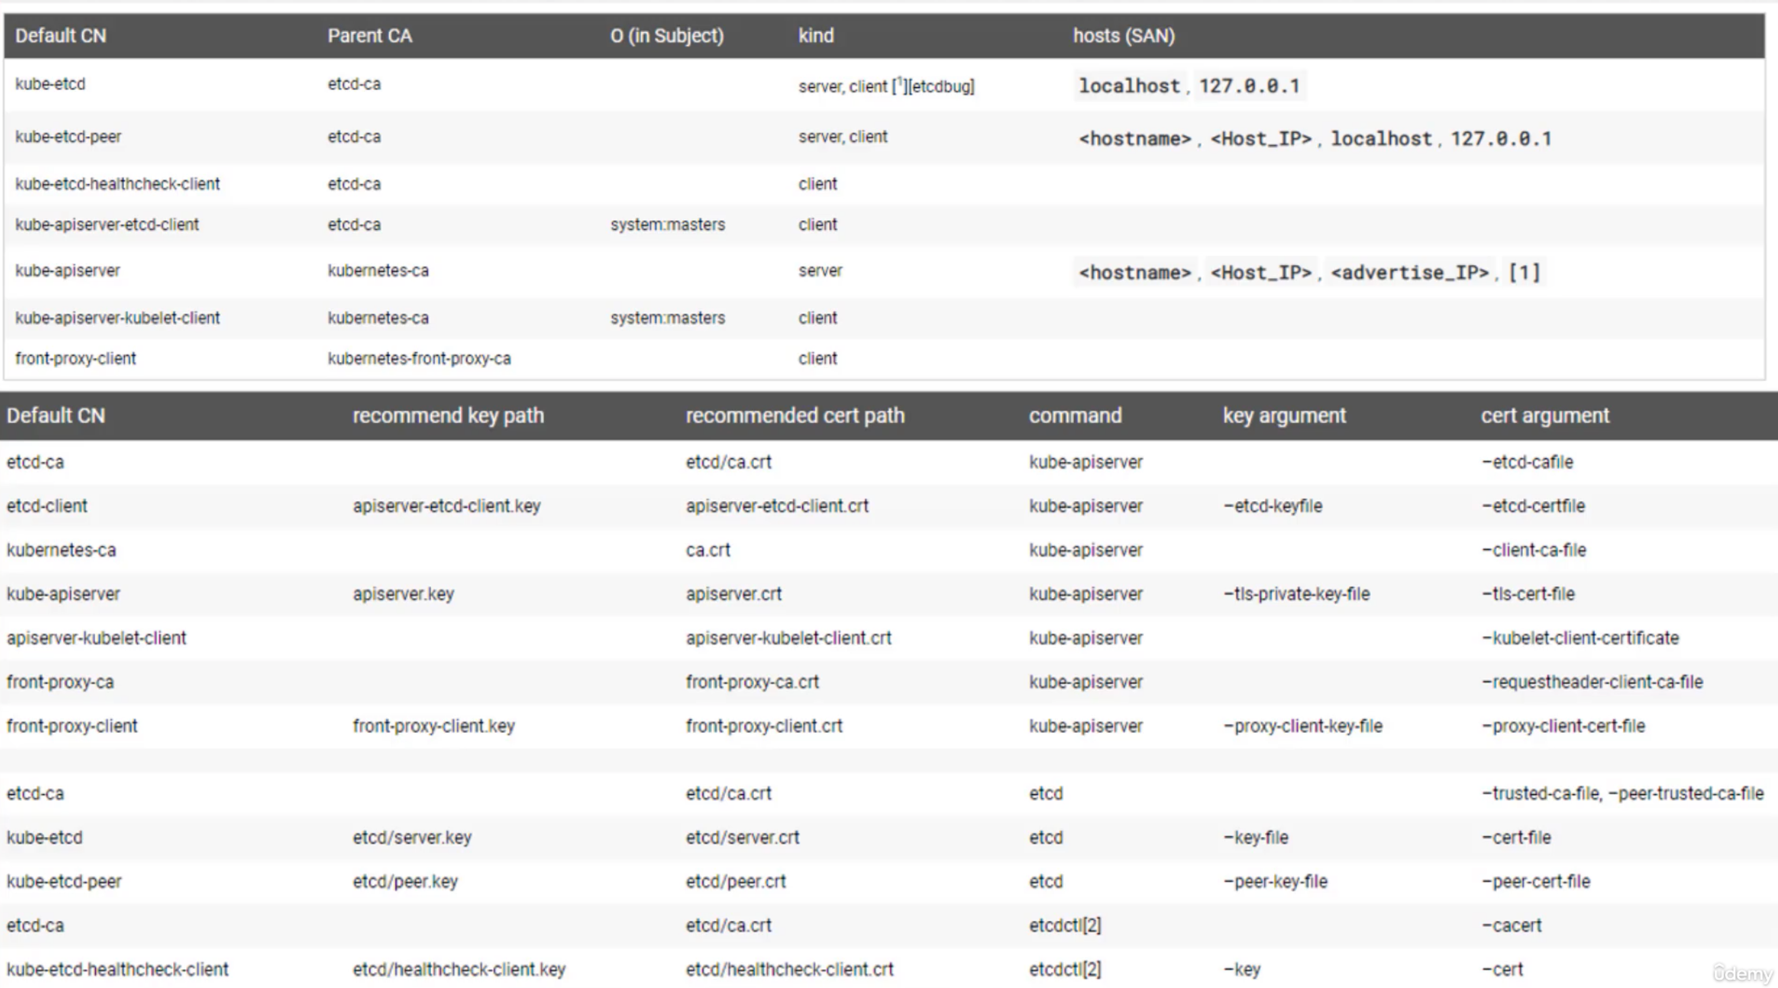 Default CN Parent CA O (in Subject) kind hosts (SAN)
kube-etcd etcd-ca server, client [1][etcdbug] localhost, 127.0.0.1
kube-etcd-peer etcd-ca server, client <hostname>, <Host_IP>, localhost, 127.0.0.1
kube-etcd-healthcheck-client etcd-ca client
kube-apiserver-etcd-client etcd-ca system:masters client
kube-apiserver kubernetes-ca server <hostname>, <Host_IP>, <advertise_IP>, [1]
kube-apiserver-kubelet-client kubernetes-ca system:masters client
front-proxy-client kubernetes-front-proxy-ca client
Default CN recommend key path recommended cert path command key argument cert argument
etcd-ca etcd/ca.crt kube-apiserver –etcd-cafile
etcd-client apiserver-etcd-client.key apiserver-etcd-client.crt kube-apiserver –etcd-keyfile –etcd-certfile
kubernetes-ca ca.crt kube-apiserver –client-ca-file
kube-apiserver apiserver.key apiserver.crt kube-apiserver –tls-private-key-file –tls-cert-file
apiserver-kubelet-client apiserver-kubelet-client.crt kube-apiserver –kubelet-client-certificate
front-proxy-ca front-proxy-ca.crt kube-apiserver –requestheader-client-ca-file
front-proxy-client front-proxy-client.key front-proxy-client.crt kube-apiserver –proxy-client-key-file –proxy-client-cert-file
etcd-ca etcd/ca.crt etcd –trusted-ca-file, –peer-trusted-ca-file
kube-etcd etcd/server.key etcd/server.crt etcd –key-file –cert-file
kube-etcd-peer etcd/peer.key etcd/peer.crt etcd –peer-key-file –peer-cert-file
etcd-ca etcd/ca.crt etcdctl[2] –cacert
kube-etcd-healthcheck-client etcd/healthcheck-client.key etcd/healthcheck-client.crt etcdctl[2] –key –cert
ûdemy